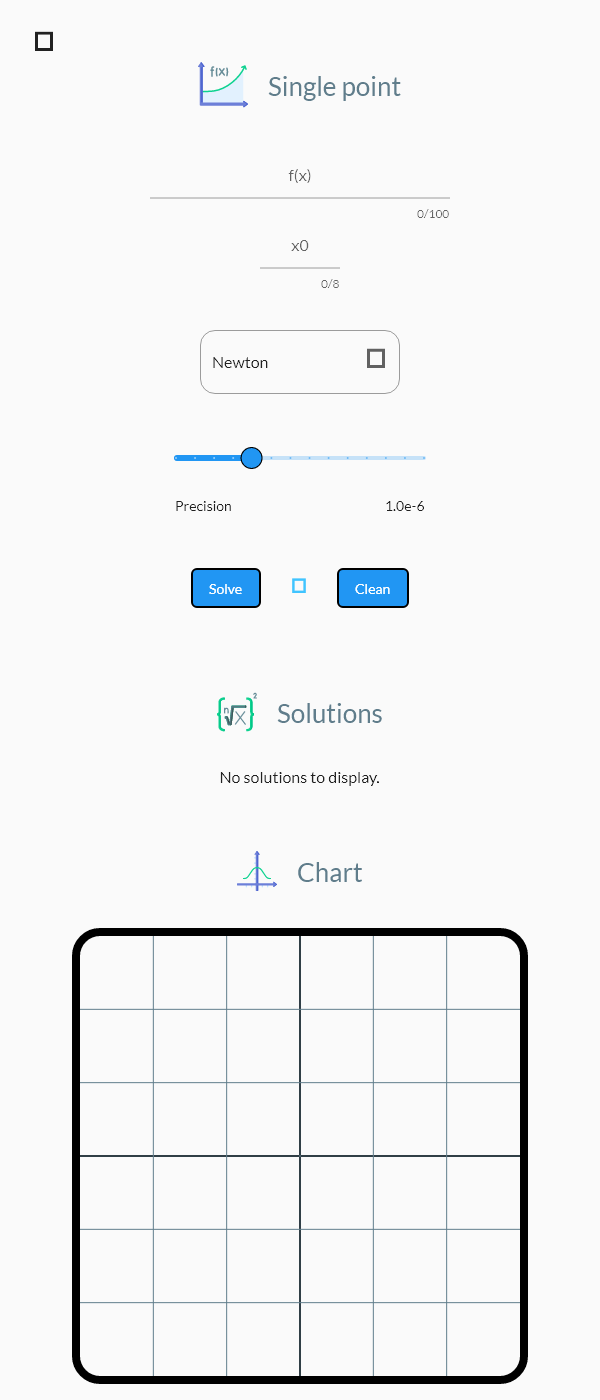 f(x)
Single point
f(x)
0/100
x0
0/8
Newton
Precision 1.0e-6
Solve Clean
{ⁿ√x}²
Solutions
No solutions to display.
Chart